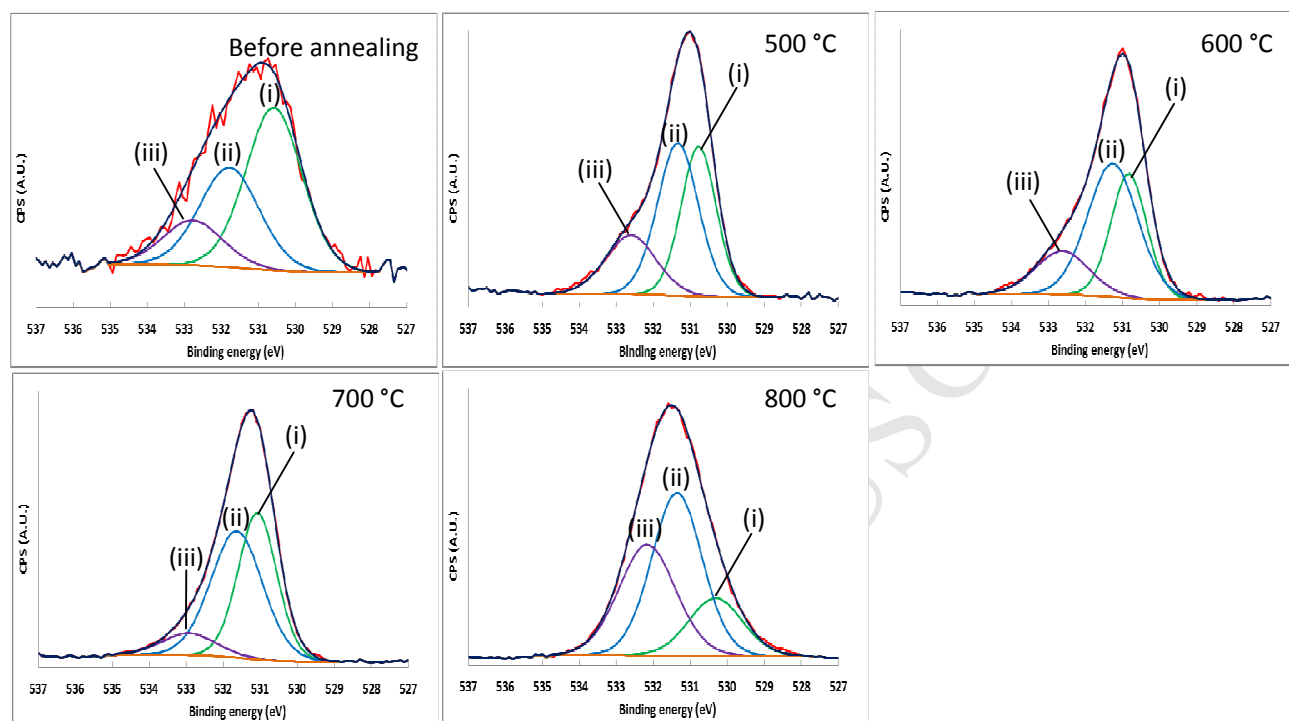 Before annealing
(i)
(ii)
(iii)
CPS (A.U.)
537 536 535 534 533 532 531 530 529 528 527
Binding energy (eV)
500 °C
(i)
(ii)
(iii)
CPS (A.U.)
537 536 535 534 533 532 531 530 529 528 527
Binding energy (eV)
600 °C
(i)
(ii)
(iii)
CPS (A.U.)
537 536 535 534 533 532 531 530 529 528 527
Binding energy (eV)
700 °C
(i)
(ii)
(iii)
CPS (A.U.)
537 536 535 534 533 532 531 530 529 528 527
Binding energy (eV)
800 °C
(ii)
(iii)
(i)
CPS (A.U.)
537 536 535 534 533 532 531 530 529 528 527
Binding energy (eV)